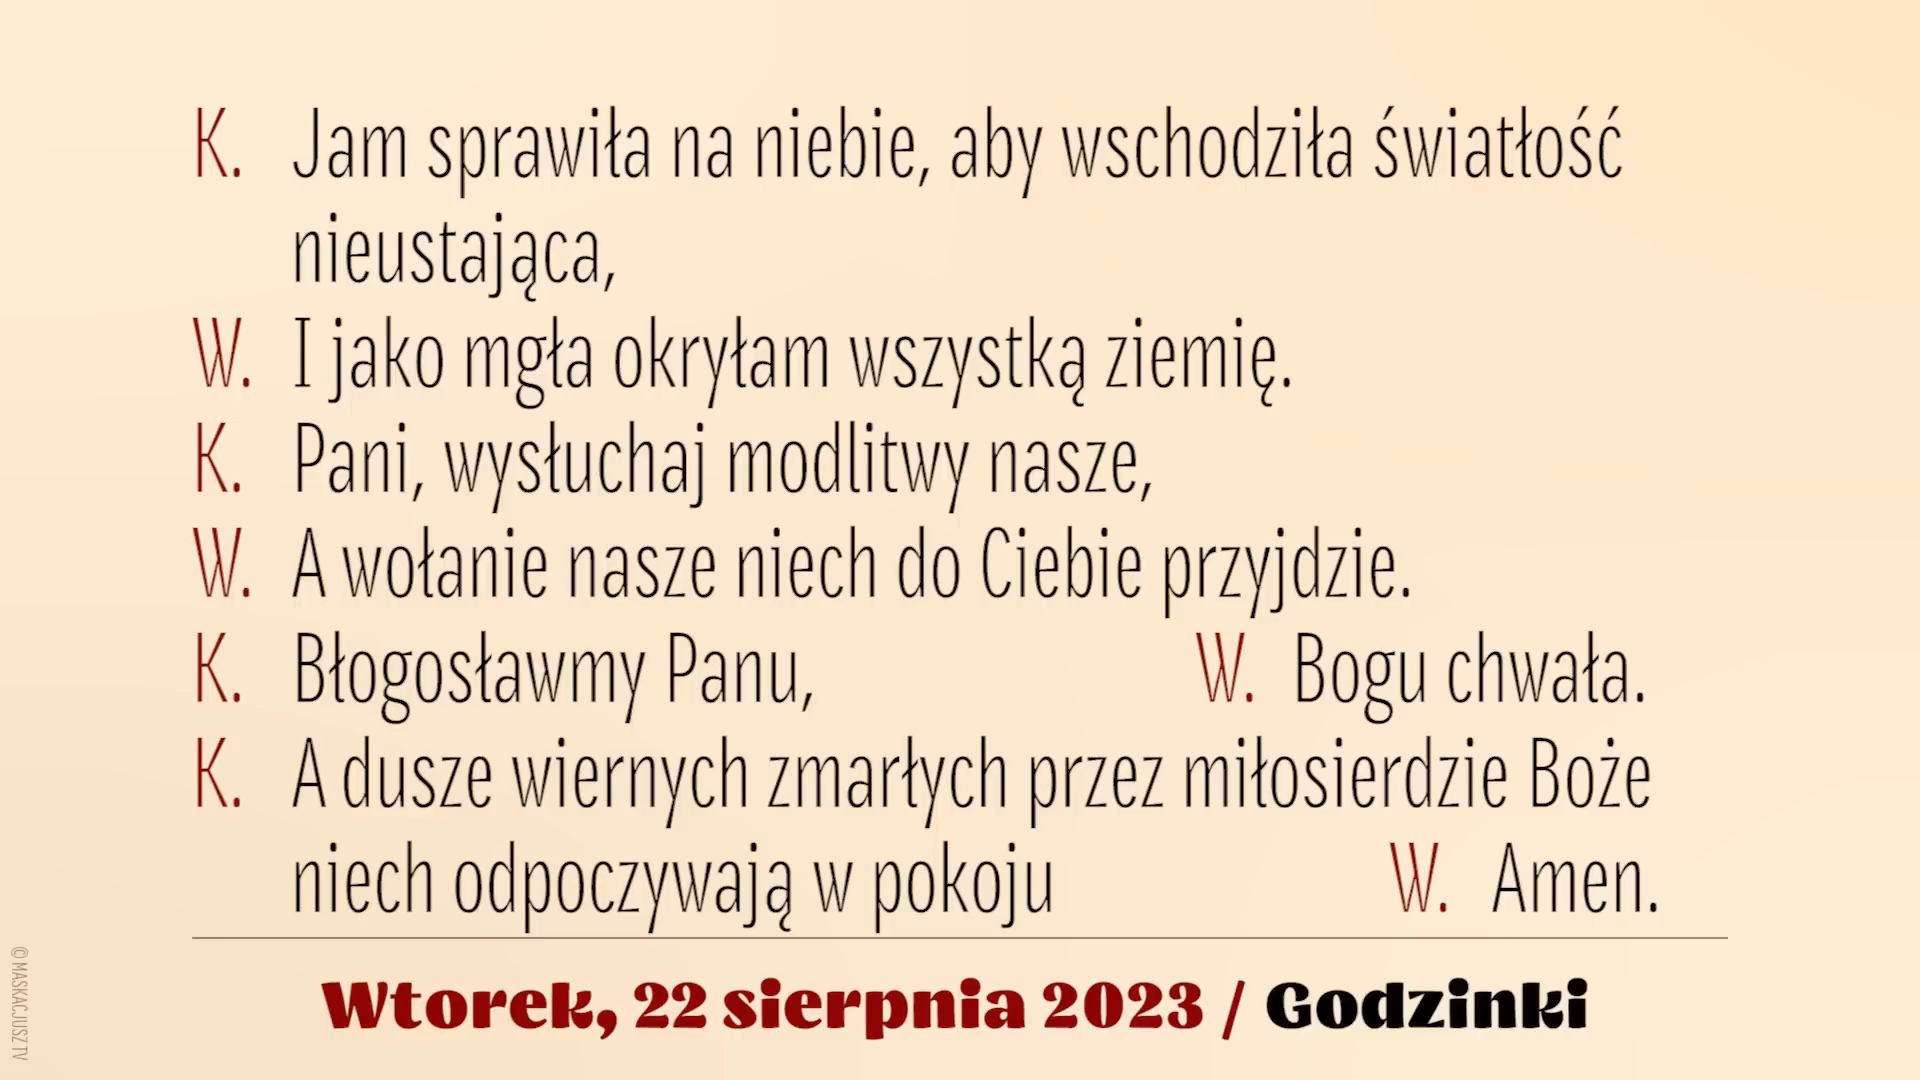 K. Jam sprawiła na niebie, aby wschodziła światłość
nieustająca,
W. I jako mgła okryłam wszystką ziemię.
K. Pani, wysłuchaj modlitwy nasze,
W. A wołanie nasze niech do Ciebie przyjdzie.
K. Błogosławmy Panu, W. Bogu chwała.
K. A dusze wiernych zmarłych przez miłosierdzie Boże
niech odpoczywają w pokoju W. Amen.
Wtorek, 22 sierpnia 2023 / Godzinki
© MASKACJUSZ TV